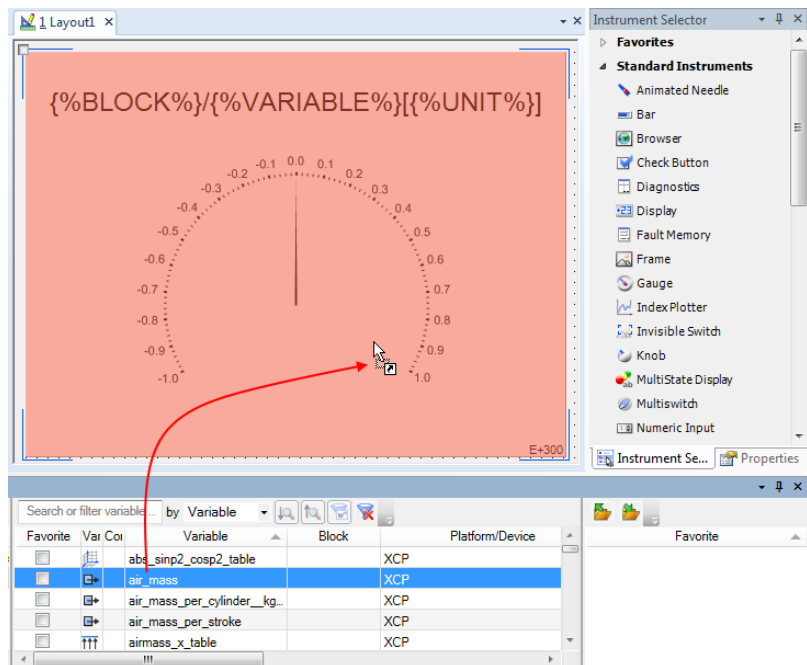 1 Layout1
Instrument Selector
Favorites
Standard Instruments
Animated Needle
Bar
Browser
Check Button
Diagnostics
Display
Fault Memory
Frame
Gauge
Index Plotter
Invisible Switch
Knob
MultiState Display
Multiswitch
Numeric Input
Instrument Se... Properties
{%BLOCK%}/{%VARIABLE%}[{%UNIT%}]
-0.1 0.0 0.1
-0.2 0.2
-0.3 0.3
-0.4 0.4
-0.5 0.5
-0.6 0.6
-0.7 0.7
-0.8 0.8
-0.9 0.9
-1.0 1.0
E+300
Search or filter variable... by Variable
Favorite Var Cor Variable Block Platform/Device
abs_sinp2_cosp2_table XCP
air_mass XCP
air_mass_per_cylinder__kg... XCP
air_mass_per_stroke XCP
airmass_x_table XCP
Favorite